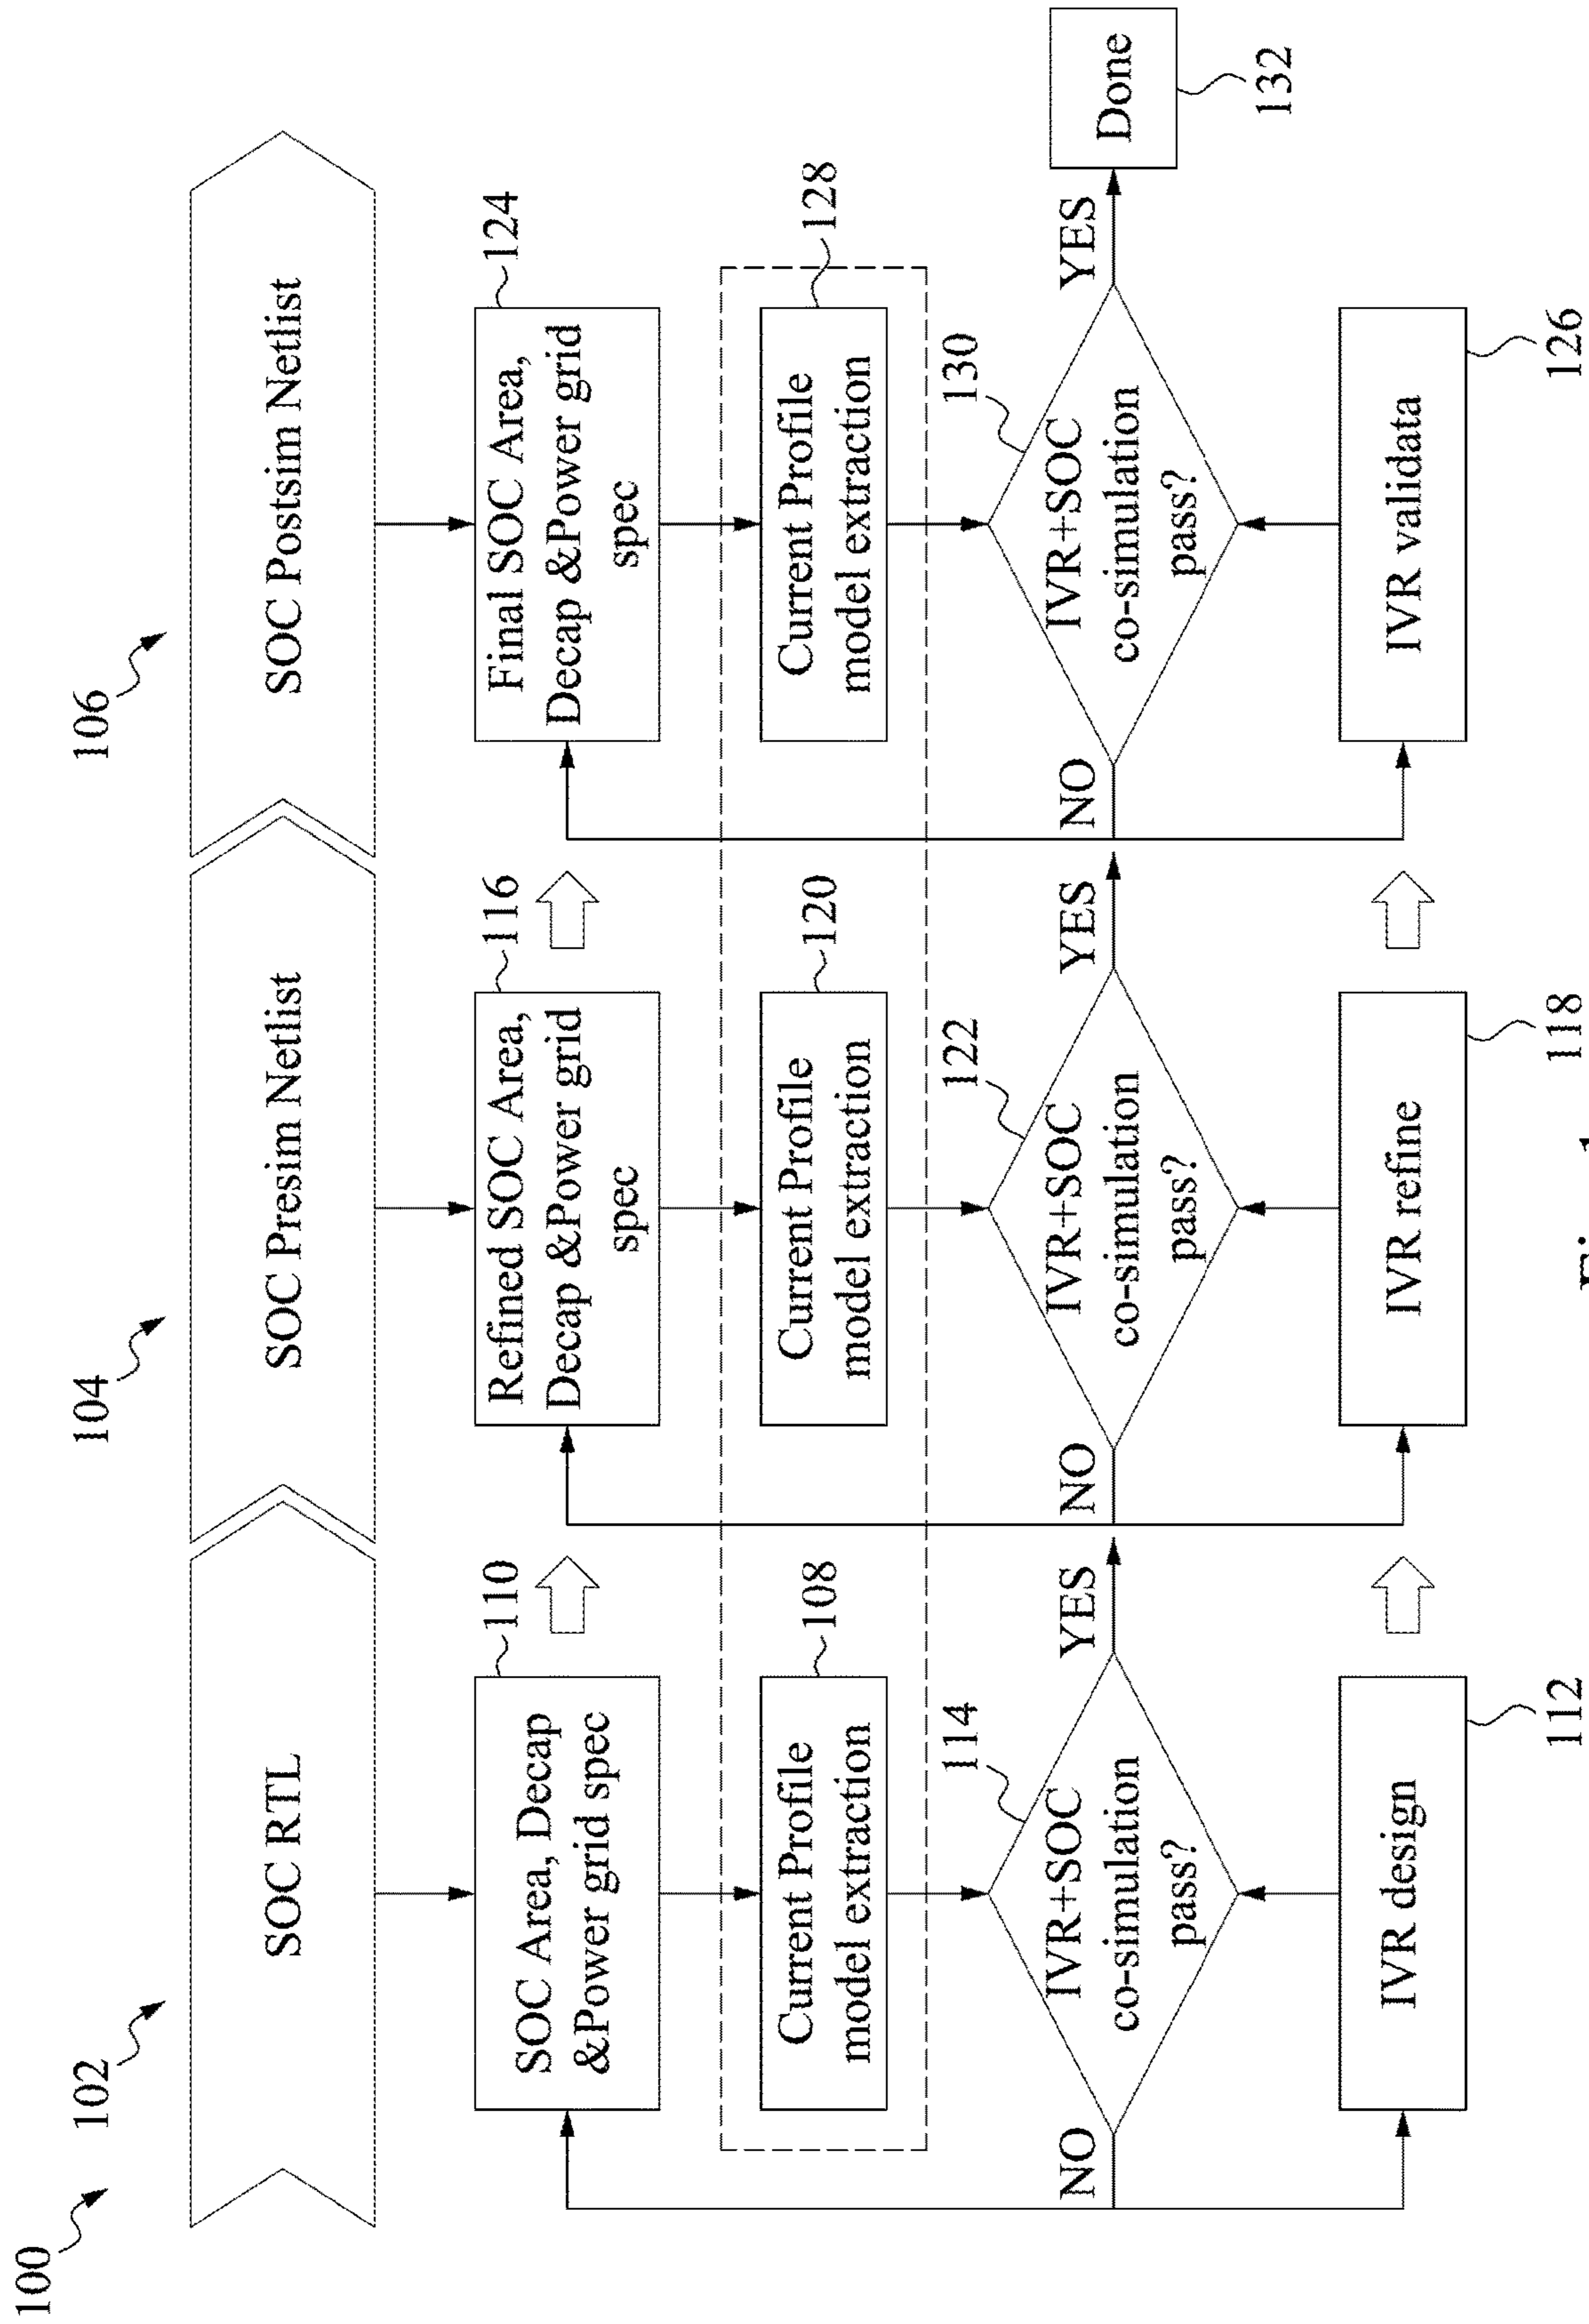 100
102
104
106
SOC RTL
SOC Presim Netlist
SOC Postsim Netlist
110
SOC Area, Decap
&Power grid spec
116
Refined SOC Area,
Decap &Power grid
spec
124
Final SOC Area,
Decap &Power grid
spec
108
Current Profile
model extraction
120
Current Profile
model extraction
128
Current Profile
model extraction
NO
114
IVR+SOC
co-simulation
pass?
YES
NO
122
IVR+SOC
co-simulation
pass?
YES
NO
130
IVR+SOC
co-simulation
pass?
YES
Done
132
IVR design
112
IVR refine
118
IVR validata
126